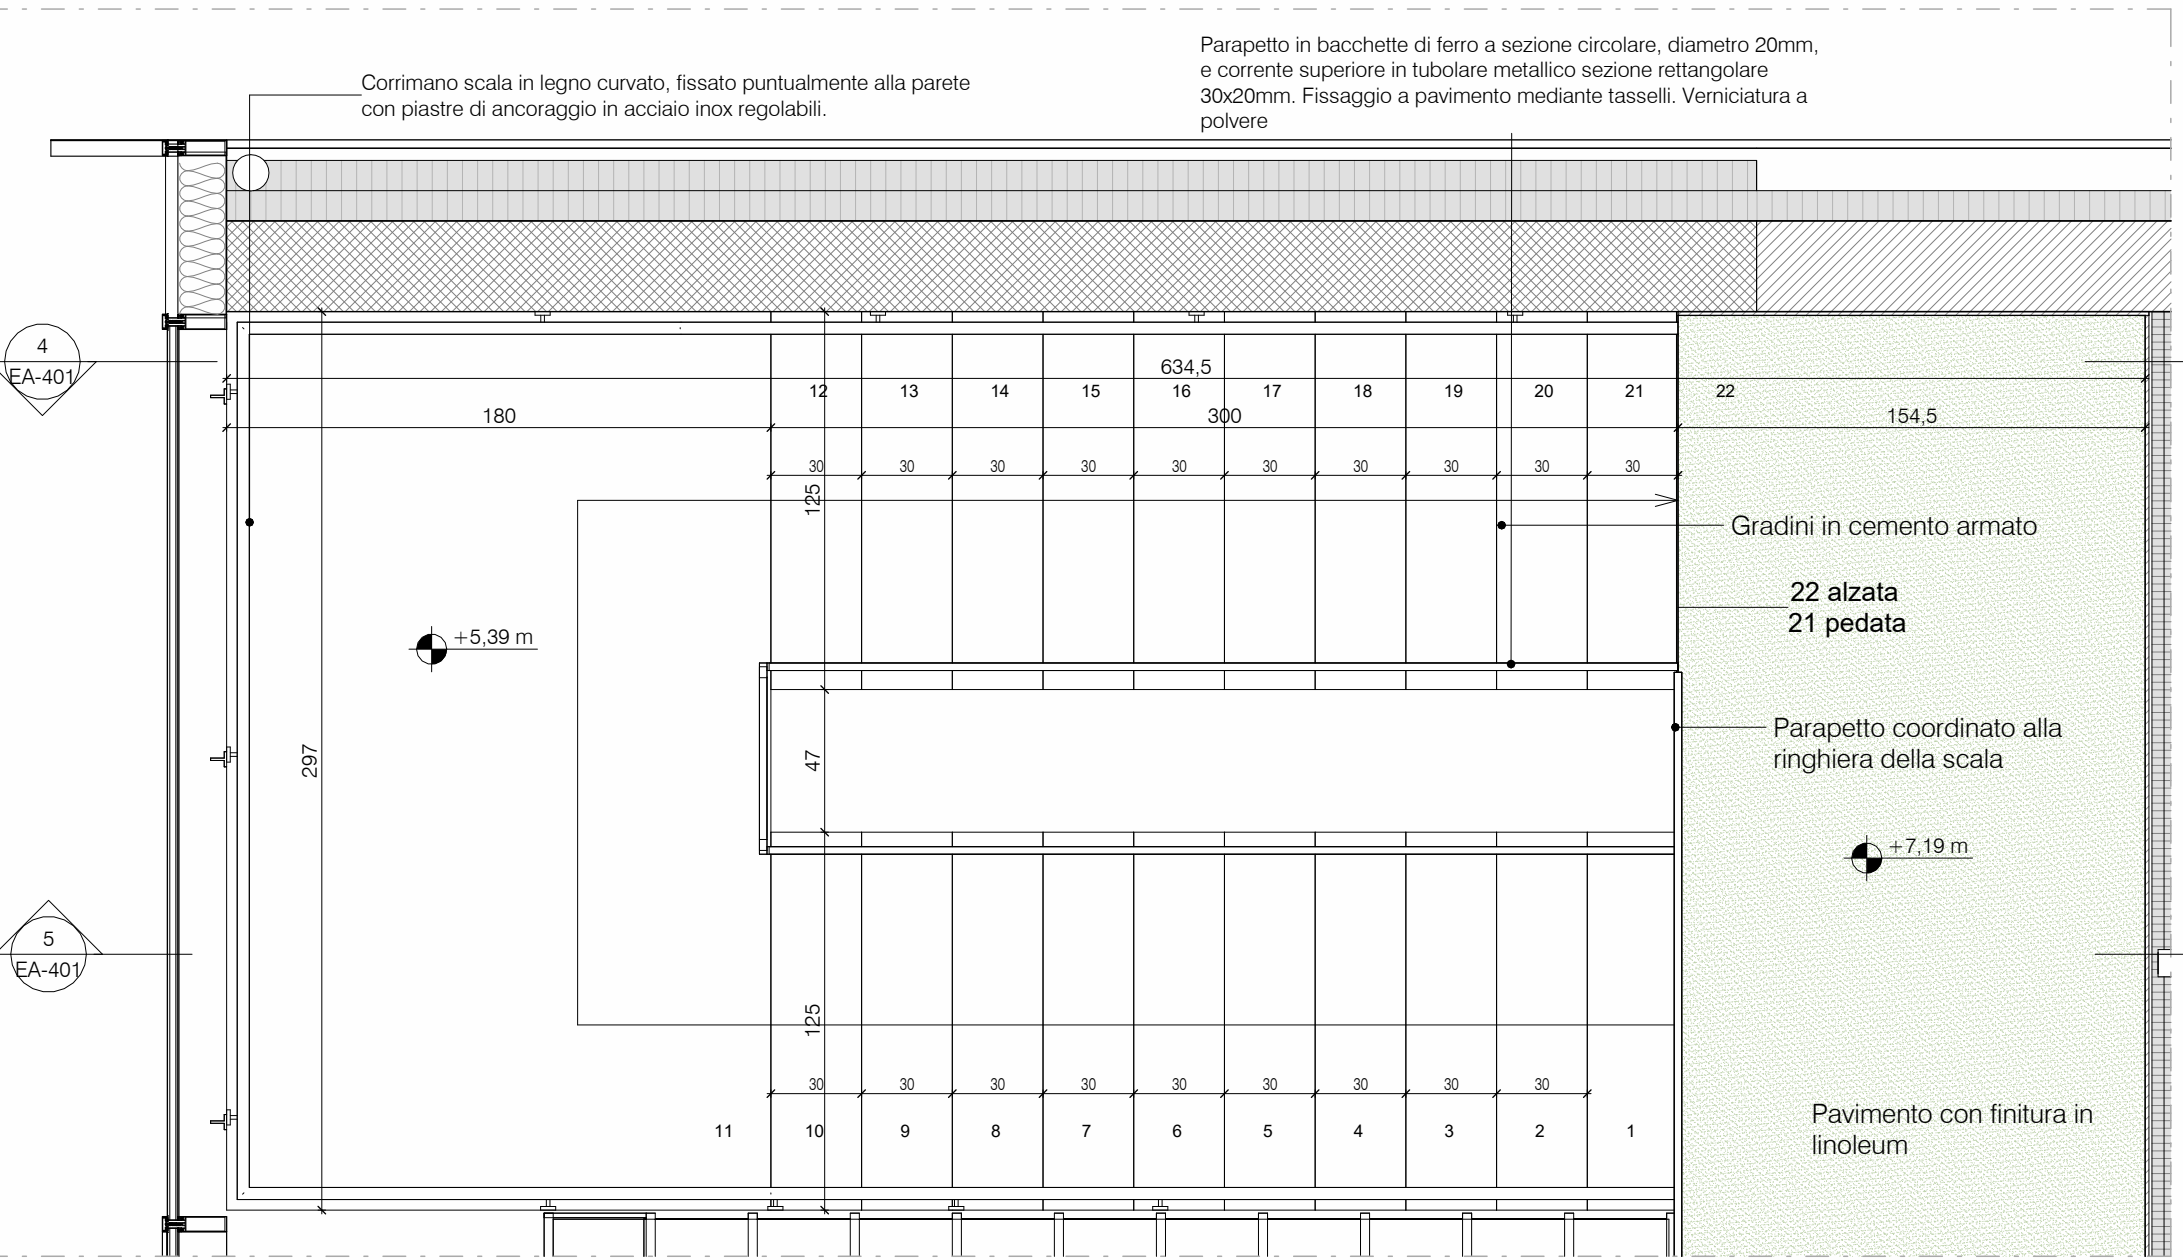 Parapetto in bacchette di ferro a sezione circolare, diametro 20mm,
e corrente superiore in tubolare metallico sezione rettangolare
30x20mm. Fissaggio a pavimento mediante tasselli. Verniciatura a
polvere
Corrimano scala in legno curvato, fissato puntualmente alla parete
con piastre di ancoraggio in acciaio inox regolabili.
4
EA-401
634,5
12 13 14 15 16 17 18 19 20 21 22
180 300 154,5
30 30 30 30 30 30 30 30 30 30
125
Gradini in cemento armato
22 alzata
21 pedata
+5,39 m
Parapetto coordinato alla
ringhiera della scala
297
47
+7,19 m
5
EA-401
125
30 30 30 30 30 30 30 30 30
11 10 9 8 7 6 5 4 3 2 1
Pavimento con finitura in
linoleum